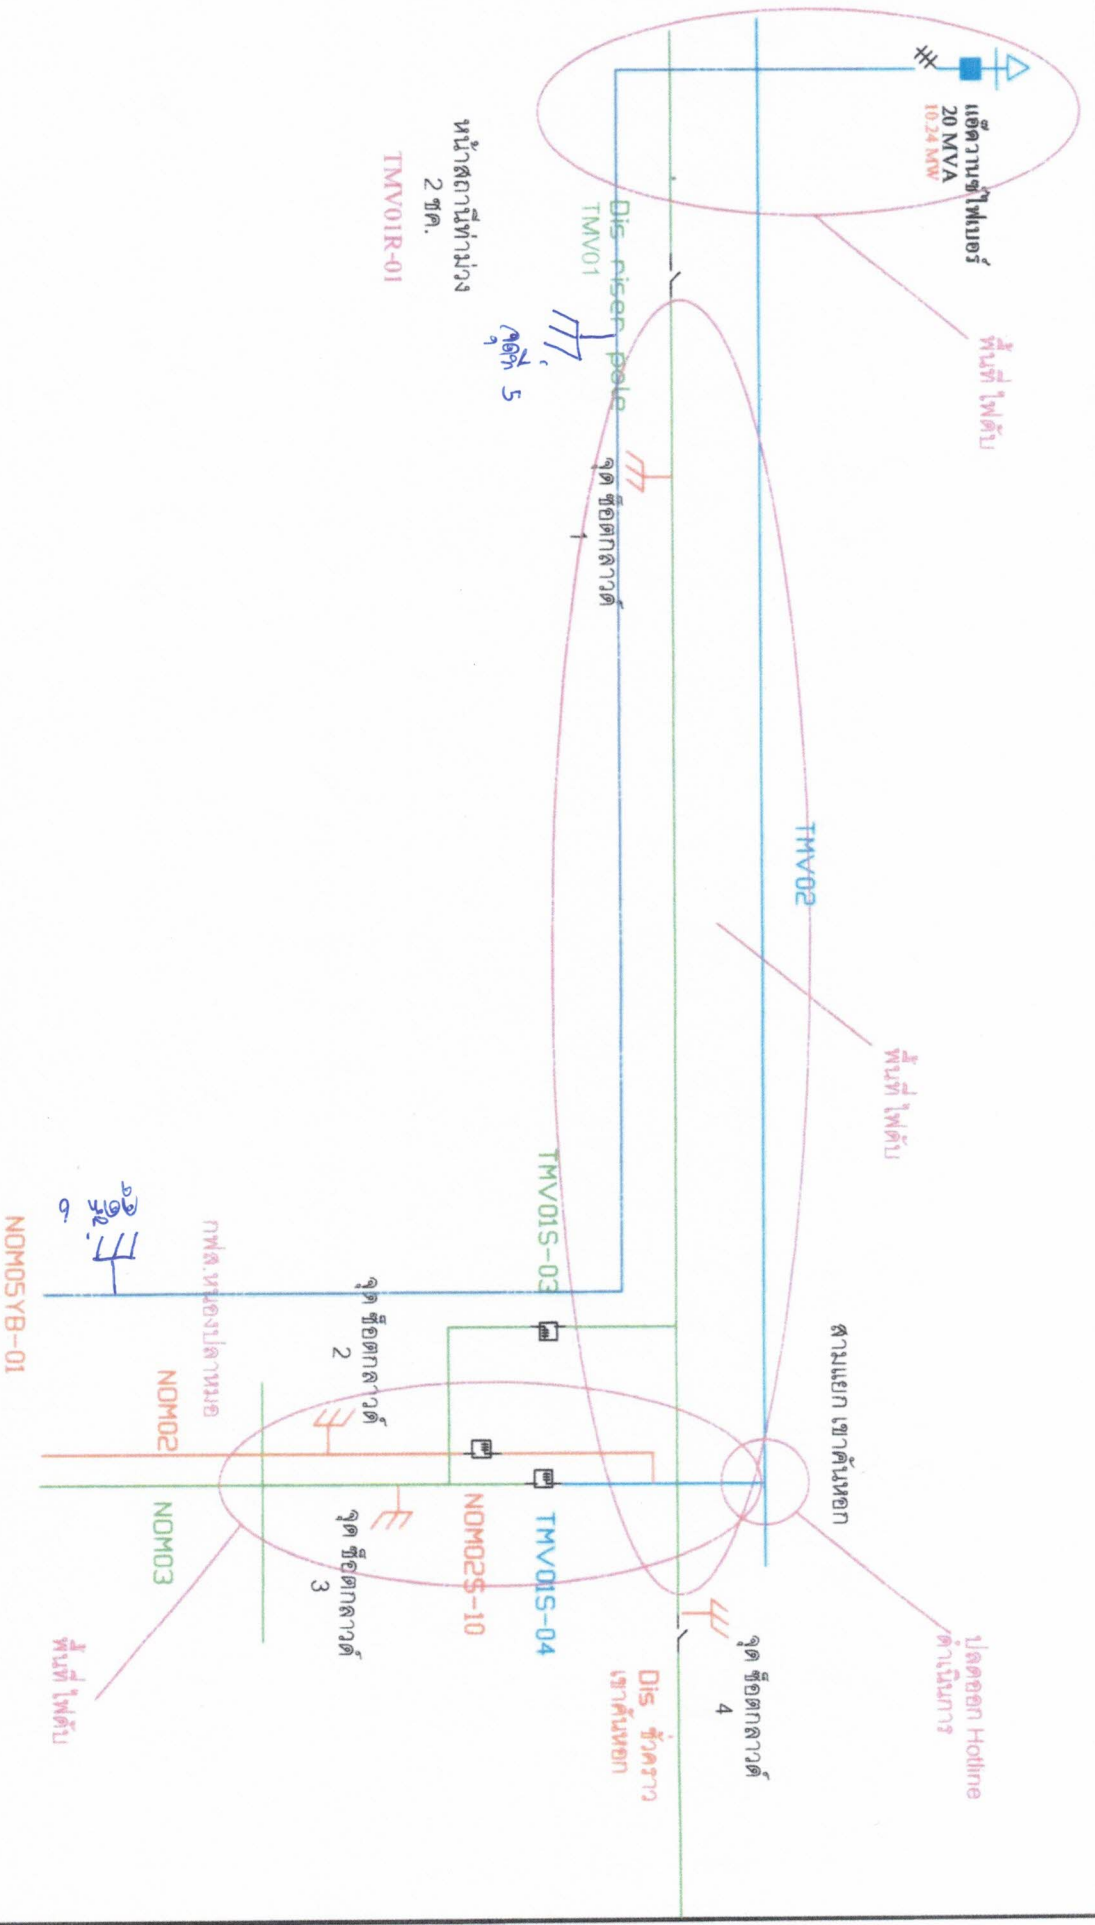 แอ๊ดวานซ์ไฟเบอร์
20 MVA
10.24 MW
พื้นที่ ไฟดับ
Dis riser pole
TMV01
หน้าสถานีท่าม่วง
2 ชค.
TMV01R-01
จุดที่ 5
จุด ช๊อตกลาวด์
1
TMV02
พื้นที่ ไฟดับ
สามแยก เขาคันหอก
ปลดออก Hotline
ดำเนินการ
TMV01S-03
จุด ช๊อตกลาวด์
2
กฟส.หนองปลาหมอ
จุดที่ 6
NOM05YB-01
NOM02
NOM03
NOM02S-10
TMV01S-04
จุด ช๊อตกลาวด์
3
จุด ช๊อตกลาวด์
4
Dis ชั่วคราว
เขาคันหอก
พื้นที่ ไฟดับ